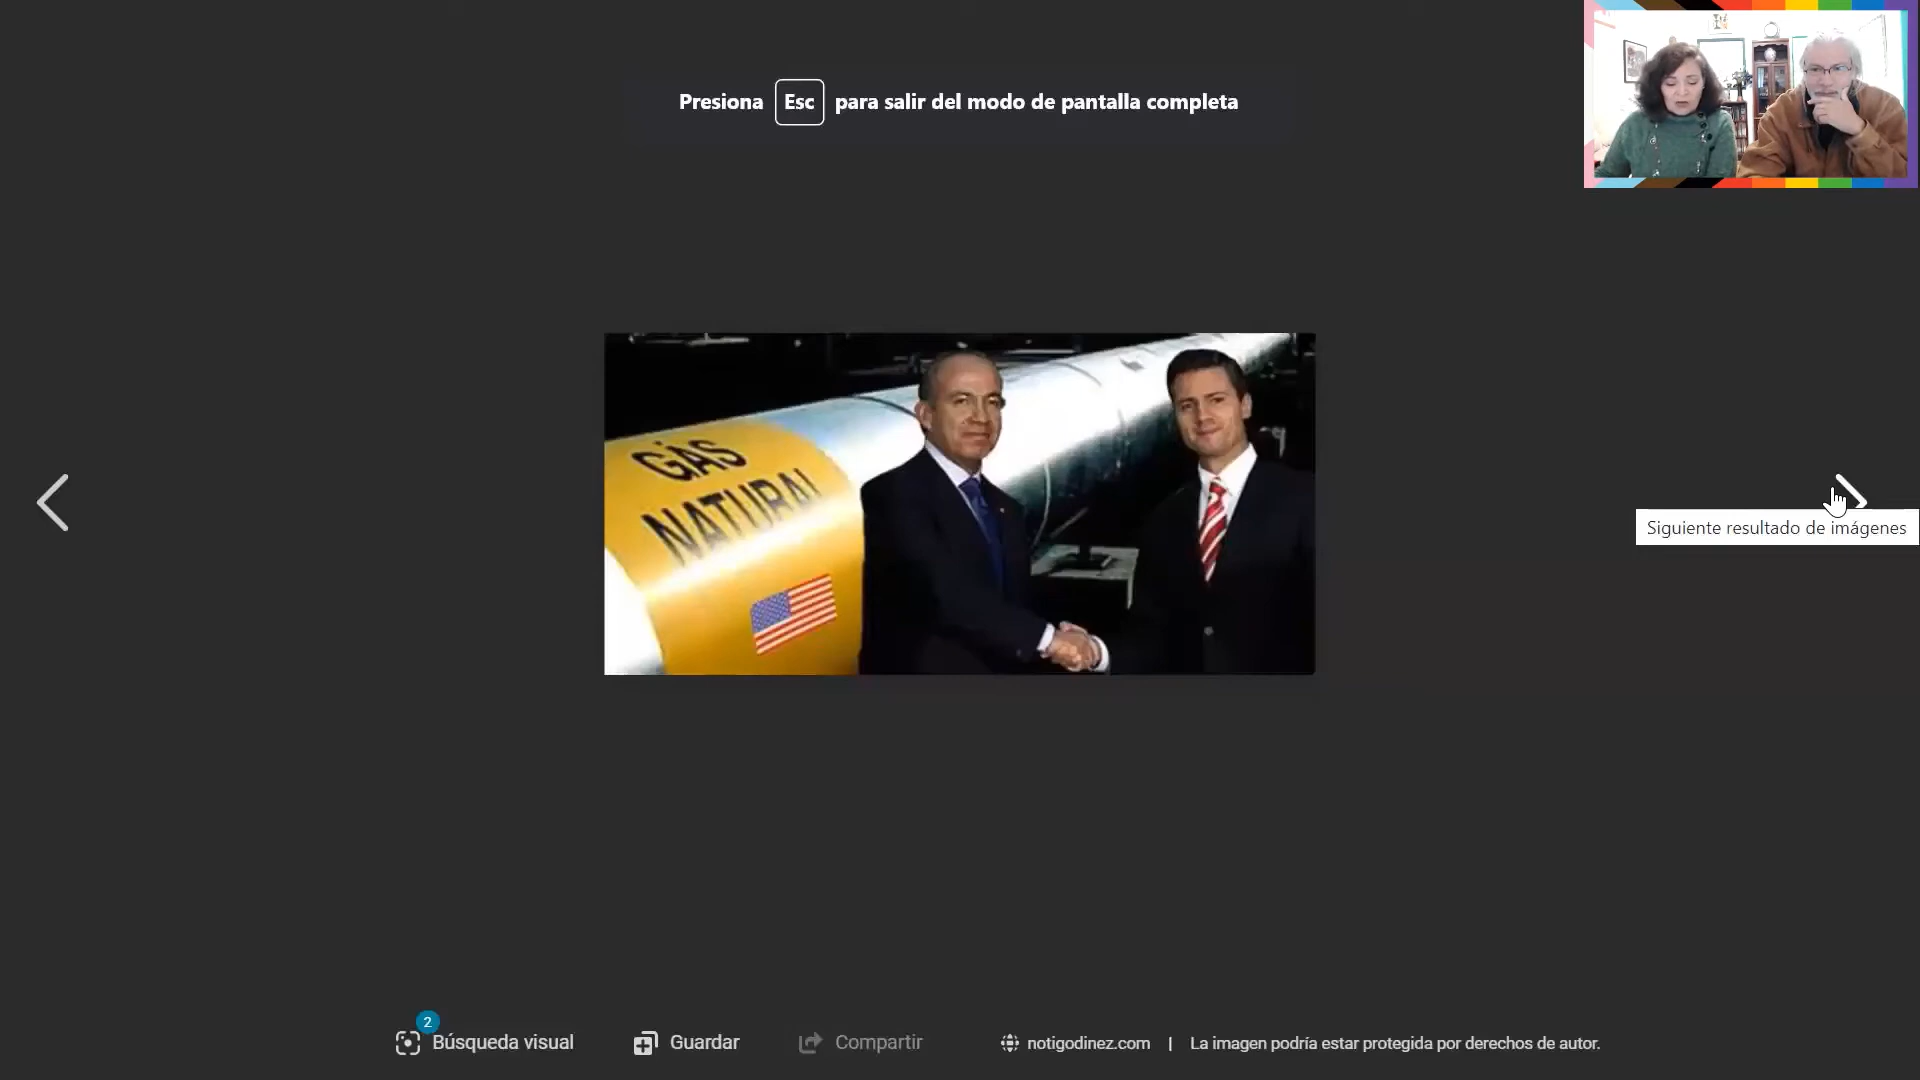 Presiona Esc para salir del modo de pantalla completa
GAS
NATURAL
Siguiente resultado de imágenes
2
Búsqueda visual
Guardar
Compartir
notigodinez.com | La imagen podría estar protegida por derechos de autor.